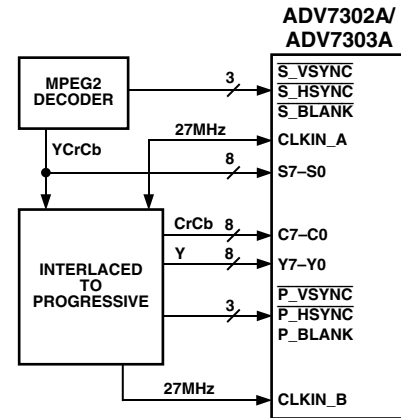 ADV7302A/
ADV7303A
MPEG2
DECODER
3
S_VSYNC
S_HSYNC
S_BLANK
27MHz
CLKIN_A
YCrCb
8
S7–S0
INTERLACED
TO
PROGRESSIVE
CrCb 8
C7–C0
Y 8
Y7–Y0
3
P_VSYNC
P_HSYNC
P_BLANK
27MHz
CLKIN_B